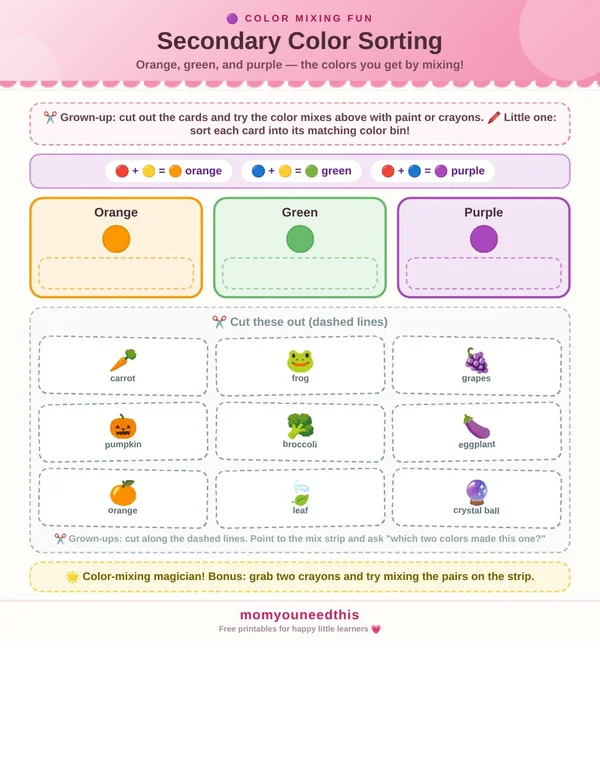 🟣 COLOR MIXING FUN
Secondary Color Sorting
Orange, green, and purple — the colors you get by mixing!
✂️ Grown-up: cut out the cards and try the color mixes above with paint or crayons. 🖍️ Little one:
sort each card into its matching color bin!
🔴 + 🟡 = 🟠 orange 🔵 + 🟡 = 🟢 green 🔴 + 🔵 = 🟣 purple
Orange Green Purple
✂️ Cut these out (dashed lines)
carrot frog grapes
pumpkin broccoli eggplant
orange leaf crystal ball
✂️ Grown-ups: cut along the dashed lines. Point to the mix strip and ask "which two colors made this one?"
🌟 Color-mixing magician! Bonus: grab two crayons and try mixing the pairs on the strip.
momyouneedthis
Free printables for happy little learners 💗